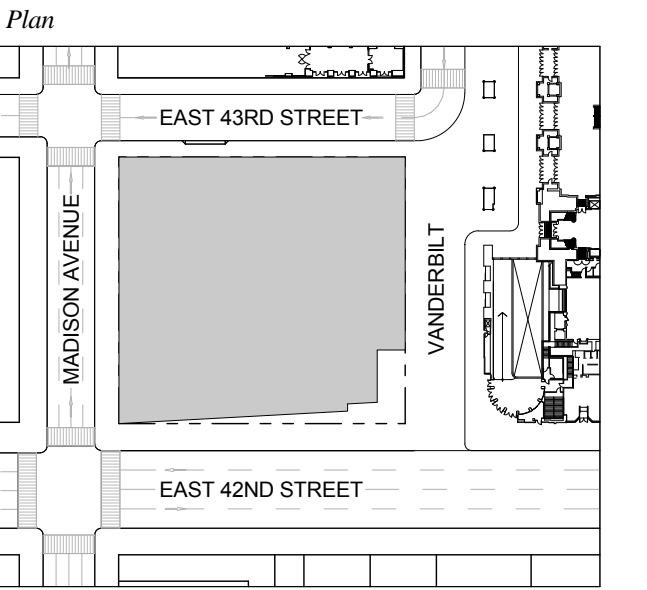 Plan
EAST 43RD STREET
MADISON AVENUE
VANDERBILT
EAST 42ND STREET